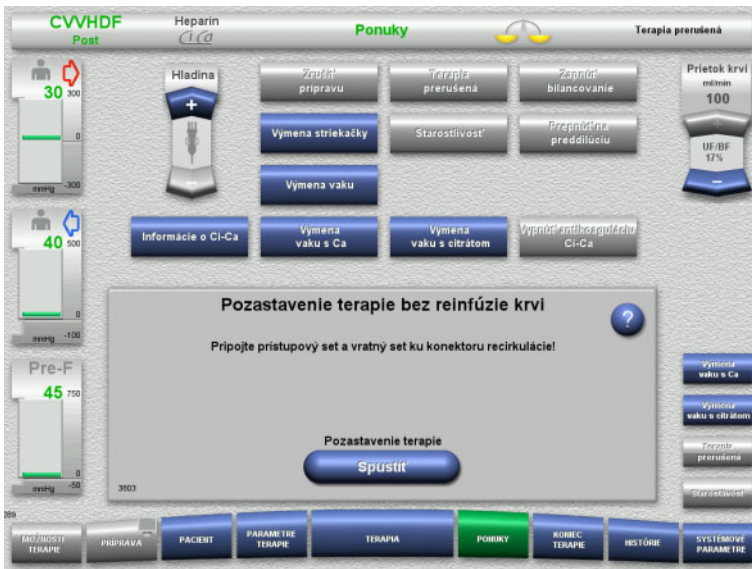 CVVHDF
Post
Heparin
Ci Ca
Ponuky
Terapia prerušená
30
300
0
mmHg
-300
Hladina
+
-
Zrušiť
prípravu
Terapia
prerušená
Zapnúť
bilancovanie
Výmena striekačky
Starostlivosť
Prepnúť na
predilúciu
Výmena vaku
Informácie o Ci-Ca
Výmena
vaku s Ca
Výmena
vaku s citrátom
Vypnúť antikoaguláciu
Ci-Ca
Prietok krvi
ml/min
100
+
UF/BF
17%
-
40
500
0
mmHg
-100
Pozastavenie terapie bez reinfúzie krvi
?
Pripojte prístupový set a vratný set ku konektoru recirkulácie!
Pozastavenie terapie
Spustiť
3603
Pre-F
45
750
0
mmHg
-50
Výmena
vaku s Ca
Výmena
vaku s citrátom
Terapia
prerušená
Starostlivosť
MOŽNOSTI
TERAPIE
PRÍPRAVA
PACIENT
PARAMETRE
TERAPIE
TERAPIA
PONUKY
KONIEC
TERAPIE
HISTÓRIE
SYSTÉMOVÉ
PARAMETRE